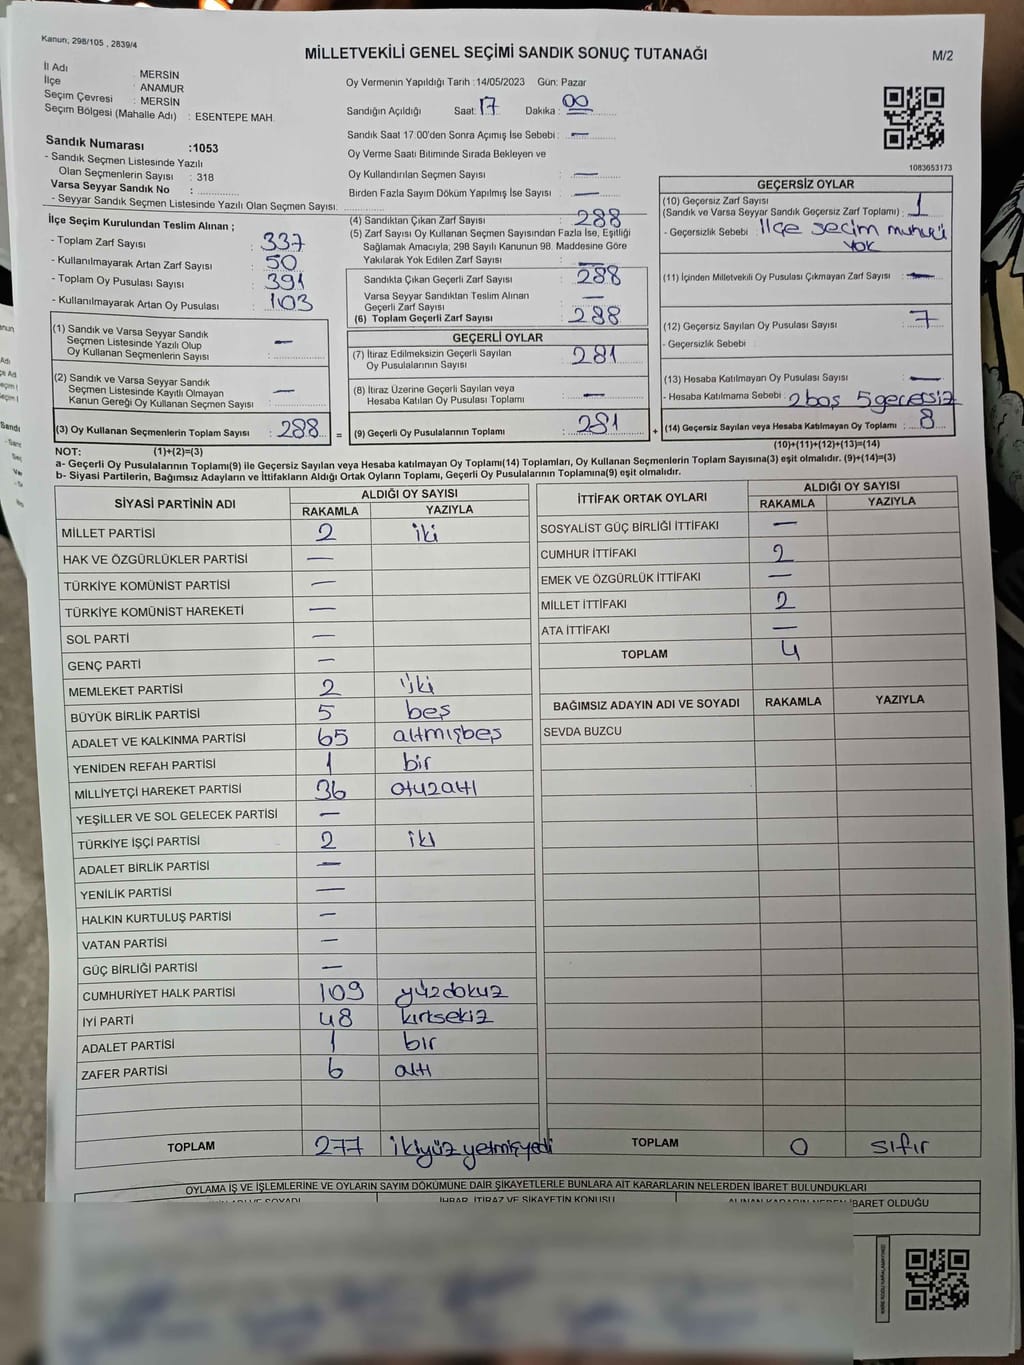 Kanun; 298/105 , 2839/4
MİLLETVEKİLİ GENEL SEÇİMİ SANDIK SONUÇ TUTANAĞI
M/2
İl Adı : MERSİN
İlçe : ANAMUR
Seçim Çevresi : MERSİN
Seçim Bölgesi (Mahalle Adı) : ESENTEPE MAH.
Oy Vermenin Yapıldığı Tarih :14/05/2023 Gün: Pazar
Sandığın Açıldığı Saat: 17 Dakika : 00
Sandık Saat 17:00'den Sonra Açımış İse Sebebi : —
Oy Verme Saati Bitiminde Sırada Bekleyen ve
Oy Kullandırılan Seçmen Sayısı : —
Birden Fazla Sayım Döküm Yapılmış İse Sayısı : —
Sandık Numarası :1053
- Sandık Seçmen Listesinde Yazılı
Olan Seçmenlerin Sayısı : 318
Varsa Seyyar Sandık No :
- Seyyar Sandık Seçmen Listesinde Yazılı Olan Seçmen Sayısı:
1083653173
İlçe Seçim Kurulundan Teslim Alınan ;
- Toplam Zarf Sayısı : 337
- Kullanılmayarak Artan Zarf Sayısı : 50
- Toplam Oy Pusulası Sayısı : 391
- Kullanılmayarak Artan Oy Pusulası : 103
(1) Sandık ve Varsa Seyyar Sandık
Seçmen Listesinde Yazılı Olup
Oy Kullanan Seçmenlerin Sayısı : —
(2) Sandık ve Varsa Seyyar Sandık
Seçmen Listesinde Kayıtlı Olmayan
Kanun Gereği Oy Kullanan Seçmen Sayısı : —
(3) Oy Kullanan Seçmenlerin Toplam Sayısı : 288 =
(4) Sandıktan Çıkan Zarf Sayısı : 288
(5) Zarf Sayısı Oy Kullanan Seçmen Sayısından Fazla İse, Eşitliği
Sağlamak Amacıyla; 298 Sayılı Kanunun 98. Maddesine Göre
Yakılarak Yok Edilen Zarf Sayısı : —
Sandıkta Çıkan Geçerli Zarf Sayısı : 288
Varsa Seyyar Sandıktan Teslim Alınan
Geçerli Zarf Sayısı : —
(6) Toplam Geçerli Zarf Sayısı : 288
GEÇERLİ OYLAR
(7) İtiraz Edilmeksizin Geçerli Sayılan
Oy Pusulalarının Sayısı : 281
(8) İtiraz Üzerine Geçerli Sayılan veya
Hesaba Katılan Oy Pusulası Toplamı : —
(9) Geçerli Oy Pusulalarının Toplamı : 281 +
GEÇERSİZ OYLAR
(10) Geçersiz Zarf Sayısı
(Sandık ve Varsa Seyyar Sandık Geçersiz Zarf Toplamı) : 1
- Geçersizlik Sebebi : ilçe seçim mührü
yok
(11) İçinden Milletvekili Oy Pusulası Çıkmayan Zarf Sayısı : —
(12) Geçersiz Sayılan Oy Pusulası Sayısı : 7
- Geçersizlik Sebebi :
(13) Hesaba Katılmayan Oy Pusulası Sayısı : —
- Hesaba Katılmama Sebebi : 2 boş 5 geçersiz
(14) Geçersiz Sayılan veya Hesaba Katılmayan Oy Toplamı : 8
NOT: (1)+(2)=(3)
(10)+(11)+(12)+(13)=(14)
a- Geçerli Oy Pusulalarının Toplamı(9) ile Geçersiz Sayılan veya Hesaba katılmayan Oy Toplamı(14) Toplamları, Oy Kullanan Seçmenlerin Toplam Sayısına(3) eşit olmalıdır. (9)+(14)=(3)
b- Siyasi Partilerin, Bağımsız Adayların ve İttifakların Aldığı Ortak Oyların Toplamı, Geçerli Oy Pusulalarının Toplamına(9) eşit olmalıdır.
SİYASİ PARTİNİN ADI ALDIĞI OY SAYISI
RAKAMLA YAZIYLA
MİLLET PARTİSİ 2 iki
HAK VE ÖZGÜRLÜKLER PARTİSİ —
TÜRKİYE KOMÜNİST PARTİSİ —
TÜRKİYE KOMÜNİST HAREKETİ —
SOL PARTİ —
GENÇ PARTİ —
MEMLEKET PARTİSİ 2 iki
BÜYÜK BİRLİK PARTİSİ 5 beş
ADALET VE KALKINMA PARTİSİ 65 altmışbeş
YENİDEN REFAH PARTİSİ 1 bir
MİLLİYETÇİ HAREKET PARTİSİ 36 otuzaltı
YEŞİLLER VE SOL GELECEK PARTİSİ —
TÜRKİYE İŞÇİ PARTİSİ 2 iki
ADALET BİRLİK PARTİSİ —
YENİLİK PARTİSİ —
HALKIN KURTULUŞ PARTİSİ —
VATAN PARTİSİ —
GÜÇ BİRLİĞİ PARTİSİ —
CUMHURİYET HALK PARTİSİ 109 yüzdokuz
İYİ PARTİ 48 kırksekiz
ADALET PARTİSİ 1 bir
ZAFER PARTİSİ 6 altı
TOPLAM 277 ikiyüz yetmişyedi
İTTİFAK ORTAK OYLARI ALDIĞI OY SAYISI
RAKAMLA YAZIYLA
SOSYALİST GÜÇ BİRLİĞİ İTTİFAKI —
CUMHUR İTTİFAKI 2
EMEK VE ÖZGÜRLÜK İTTİFAKI —
MİLLET İTTİFAKI 2
ATA İTTİFAKI —
TOPLAM 4
BAĞIMSIZ ADAYIN ADI VE SOYADI RAKAMLA YAZIYLA
SEVDA BUZCU
TOPLAM 0 sıfır
OYLAMA İŞ VE İŞLEMLERİNE VE OYLARIN SAYIM DÖKÜMÜNE DAİR ŞİKAYETLERLE BUNLARA AİT KARARLARIN NELERDEN İBARET BULUNDUKLARI
İHBAR, İTİRAZ VE ŞİKAYETİN KONUSU
İBARET OLDUĞU